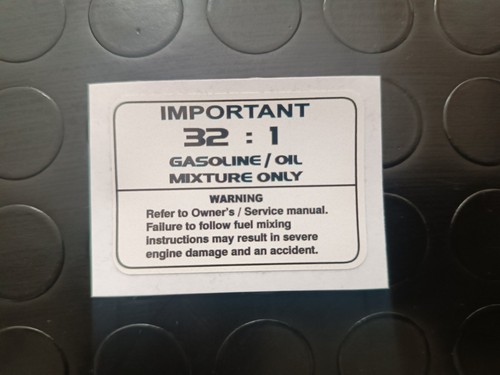 IMPORTANT
32 : 1
GASOLINE / OIL
MIXTURE ONLY
WARNING
Refer to Owner's / Service manual.
Failure to follow fuel mixing
instructions may result in severe
engine damage and an accident.